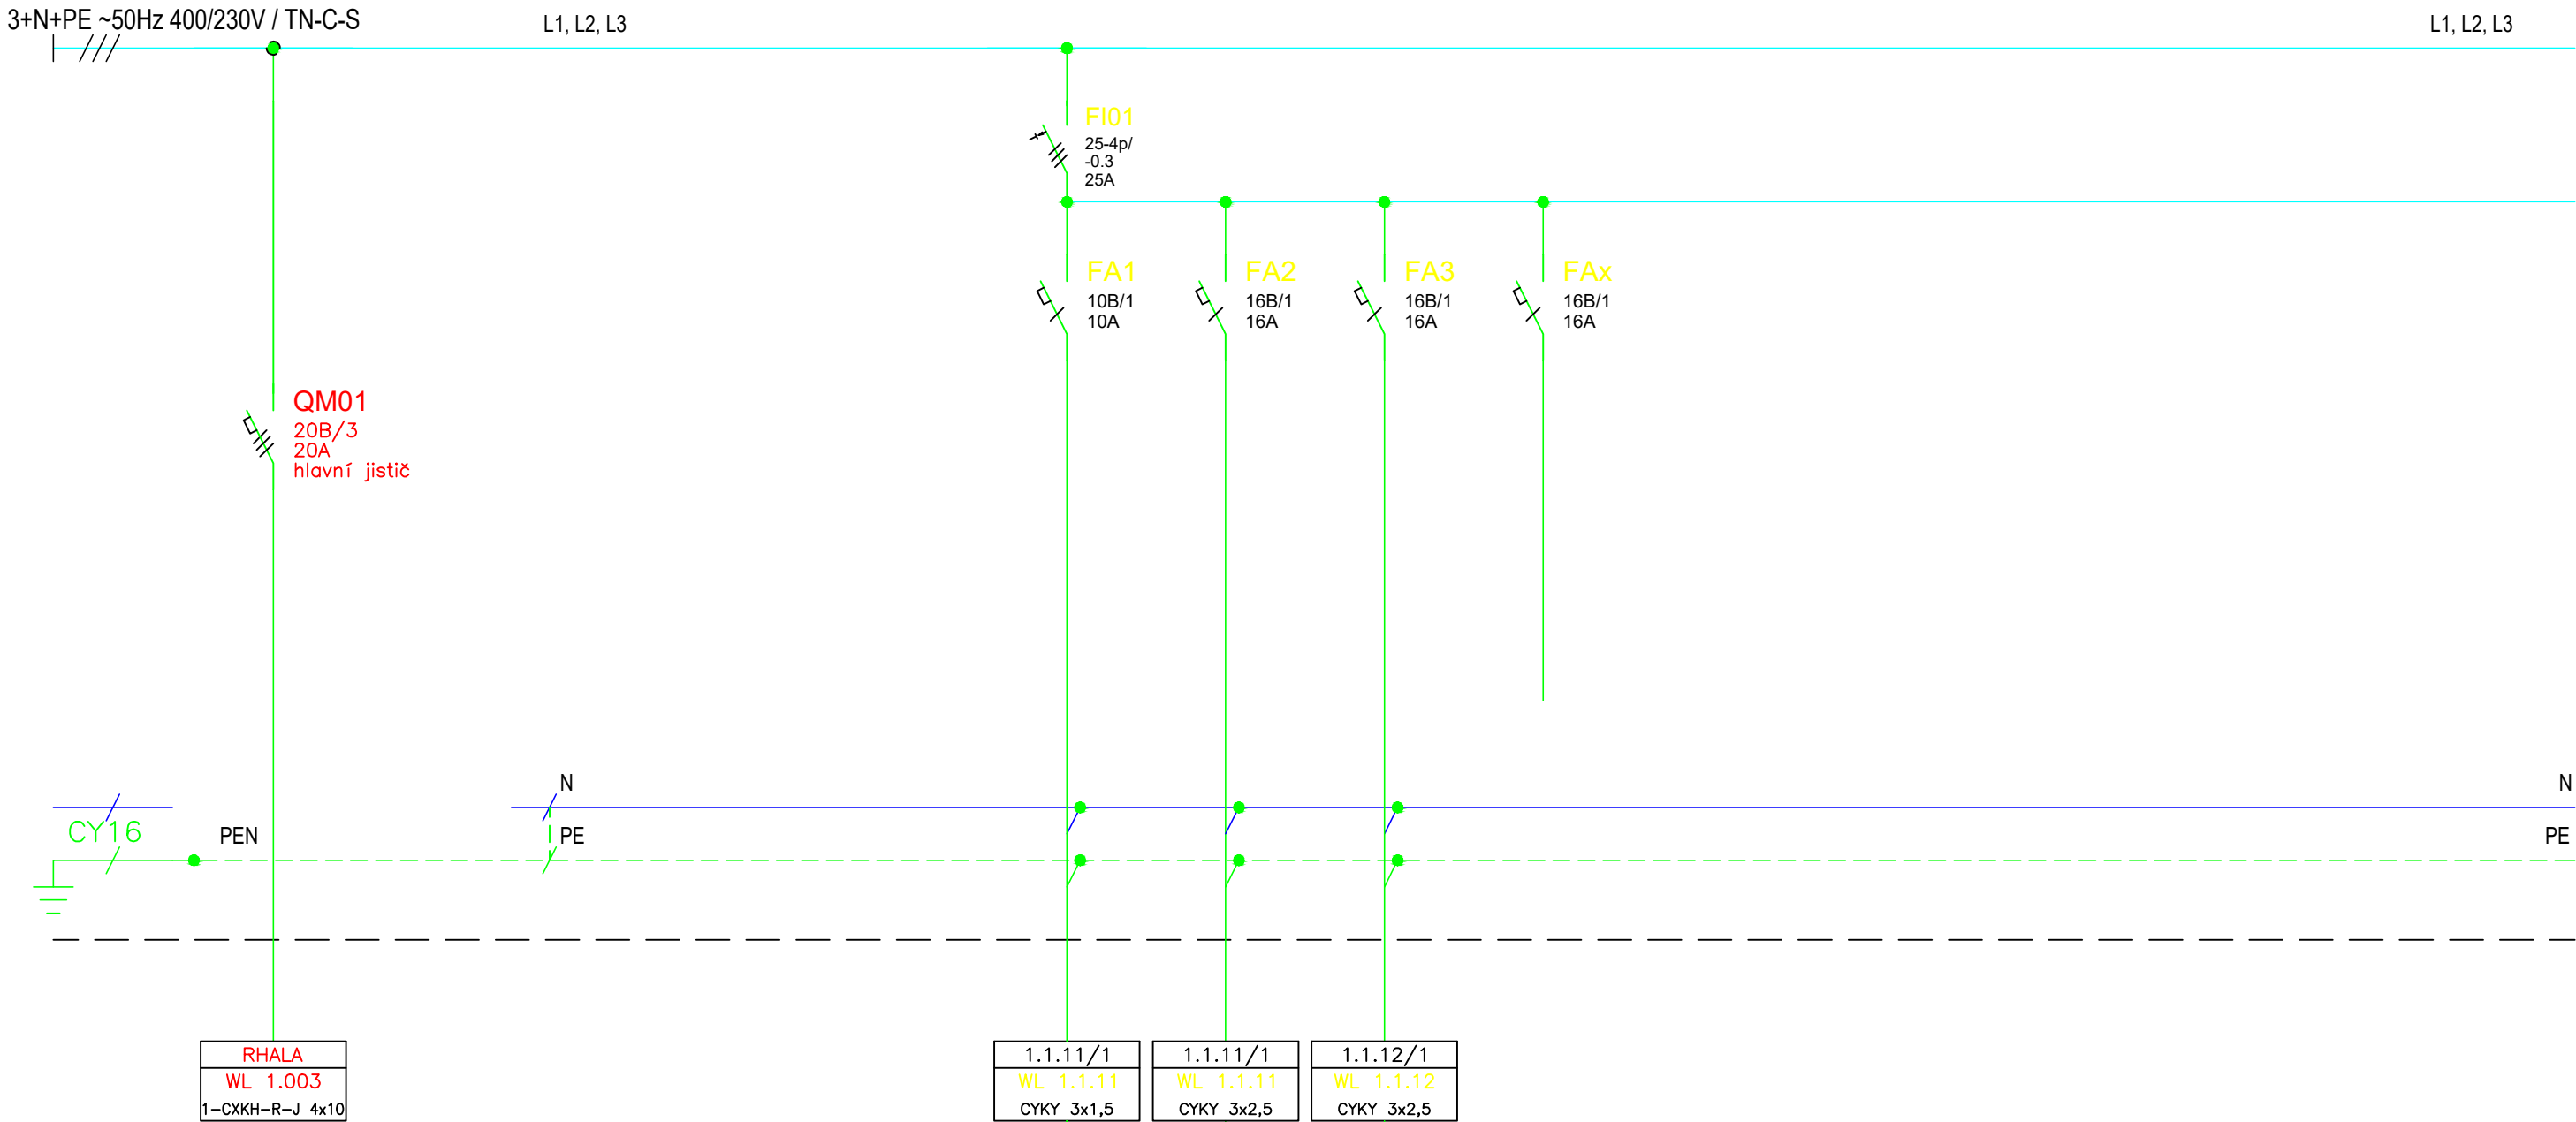 3+N+PE ~50Hz 400/230V / TN-C-S
L1, L2, L3
L1, L2, L3
FI01
25-4p/
-0.3
25A
FA1
10B/1
10A
FA2
16B/1
16A
FA3
16B/1
16A
FAx
16B/1
16A
QM01
20B/3
20A
hlavní jistič
N
N
CY16
PEN
PE
PE
RHALA
WL 1.003
1-CXKH-R-J 4x10
1.1.11/1
WL 1.1.11
CYKY 3x1,5
1.1.11/1
WL 1.1.11
CYKY 3x2,5
1.1.12/1
WL 1.1.12
CYKY 3x2,5